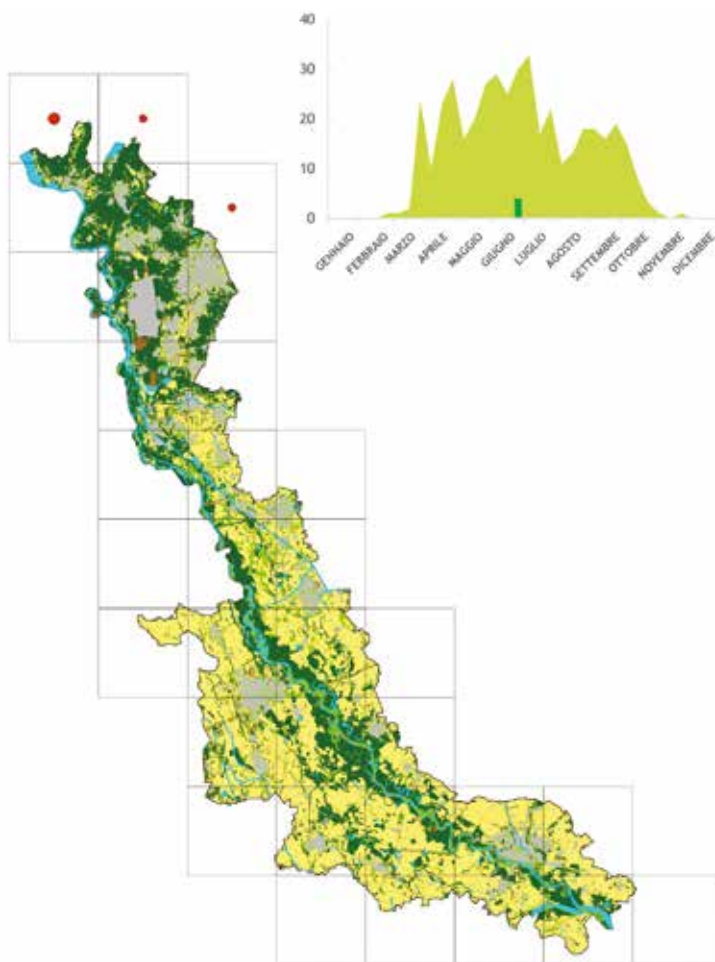 40
30
20
10
0
GENNAIO
FEBBRAIO
MARZO
APRILE
MAGGIO
GIUGNO
LUGLIO
AGOSTO
SETTEMBRE
OTTOBRE
NOVEMBRE
DICEMBRE